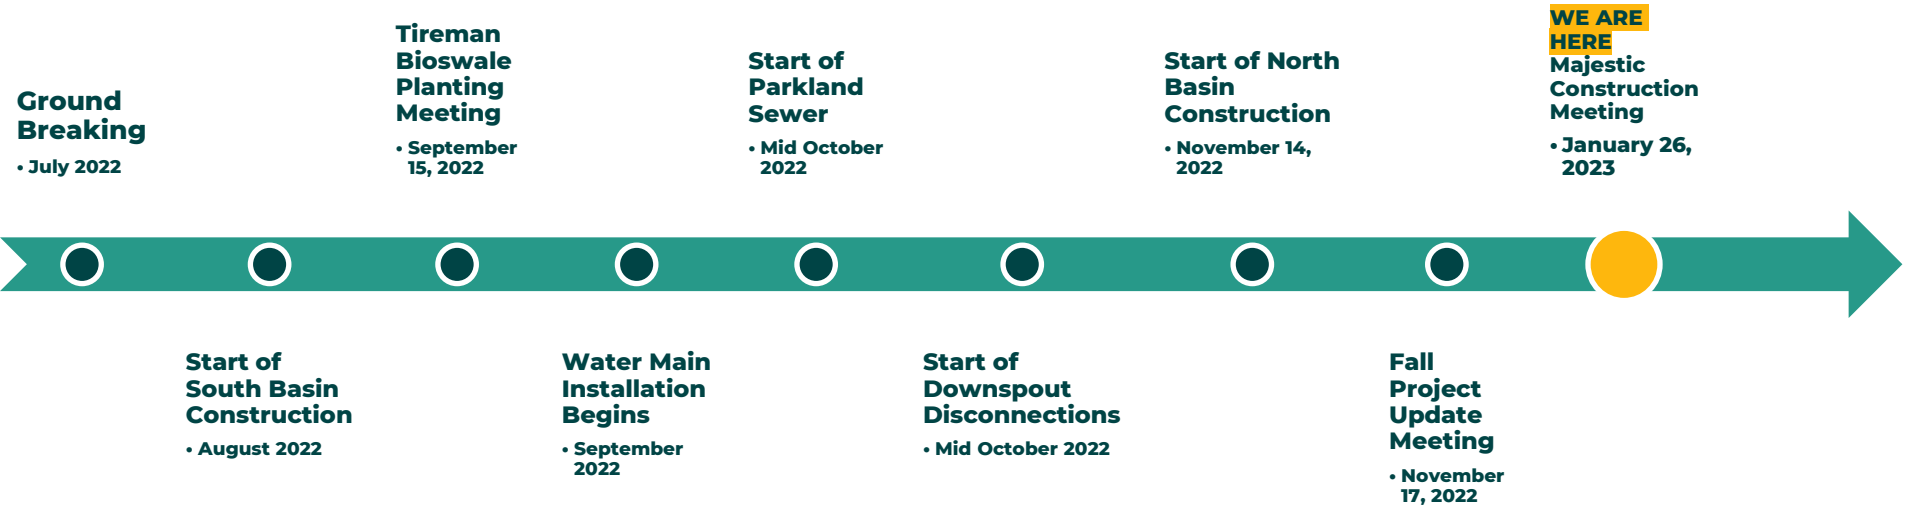 Ground
Breaking
• July 2022
Start of
South Basin
Construction
• August 2022
Tireman
Bioswale
Planting
Meeting
• September
15, 2022
Water Main
Installation
Begins
• September
2022
Start of
Parkland
Sewer
• Mid October
2022
Start of
Downspout
Disconnections
• Mid October 2022
Start of North
Basin
Construction
• November 14,
2022
Fall
Project
Update
Meeting
• November
17, 2022
WE ARE
HERE
Majestic
Construction
Meeting
• January 26,
2023